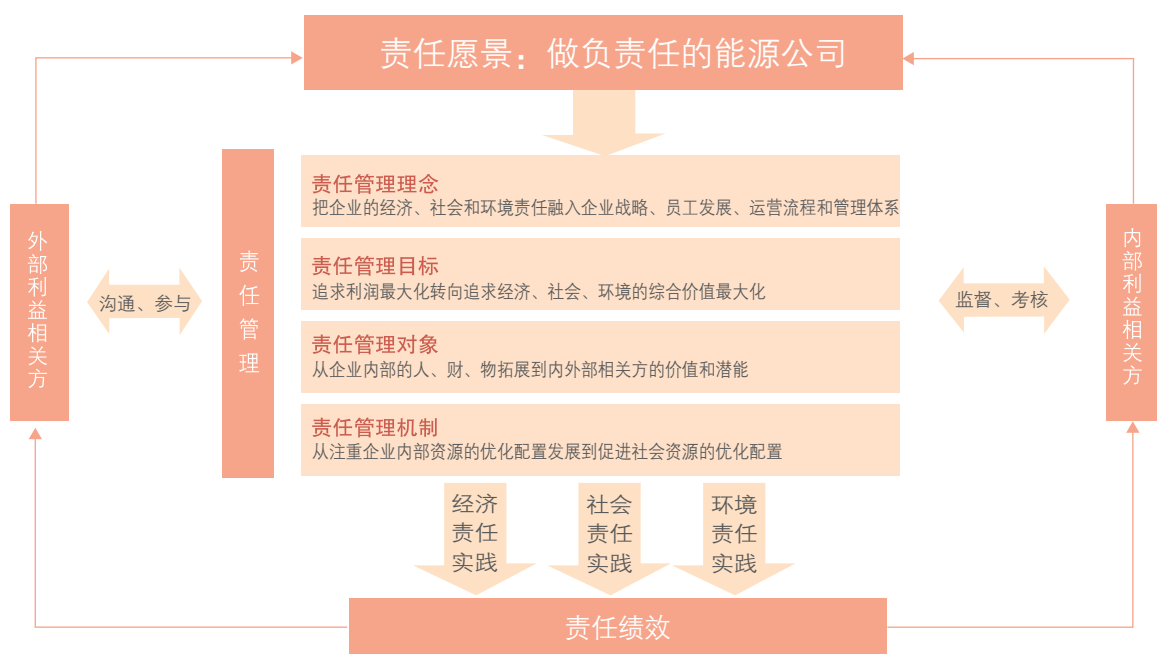 责任愿景：做负责任的能源公司
责任管理理念
把企业的经济、社会和环境责任融入企业战略、员工发展、运营流程和管理体系
责任管理目标
追求利润最大化转向追求经济、社会、环境的综合价值最大化
责任管理对象
从企业内部的人、财、物拓展到内外部相关方的价值和潜能
责任管理机制
从注重企业内部资源的优化配置发展到促进社会资源的优化配置
责任管理
外部利益相关方
沟通、参与
监督、考核
内部利益相关方
经济
责任
实践
社会
责任
实践
环境
责任
实践
责任绩效